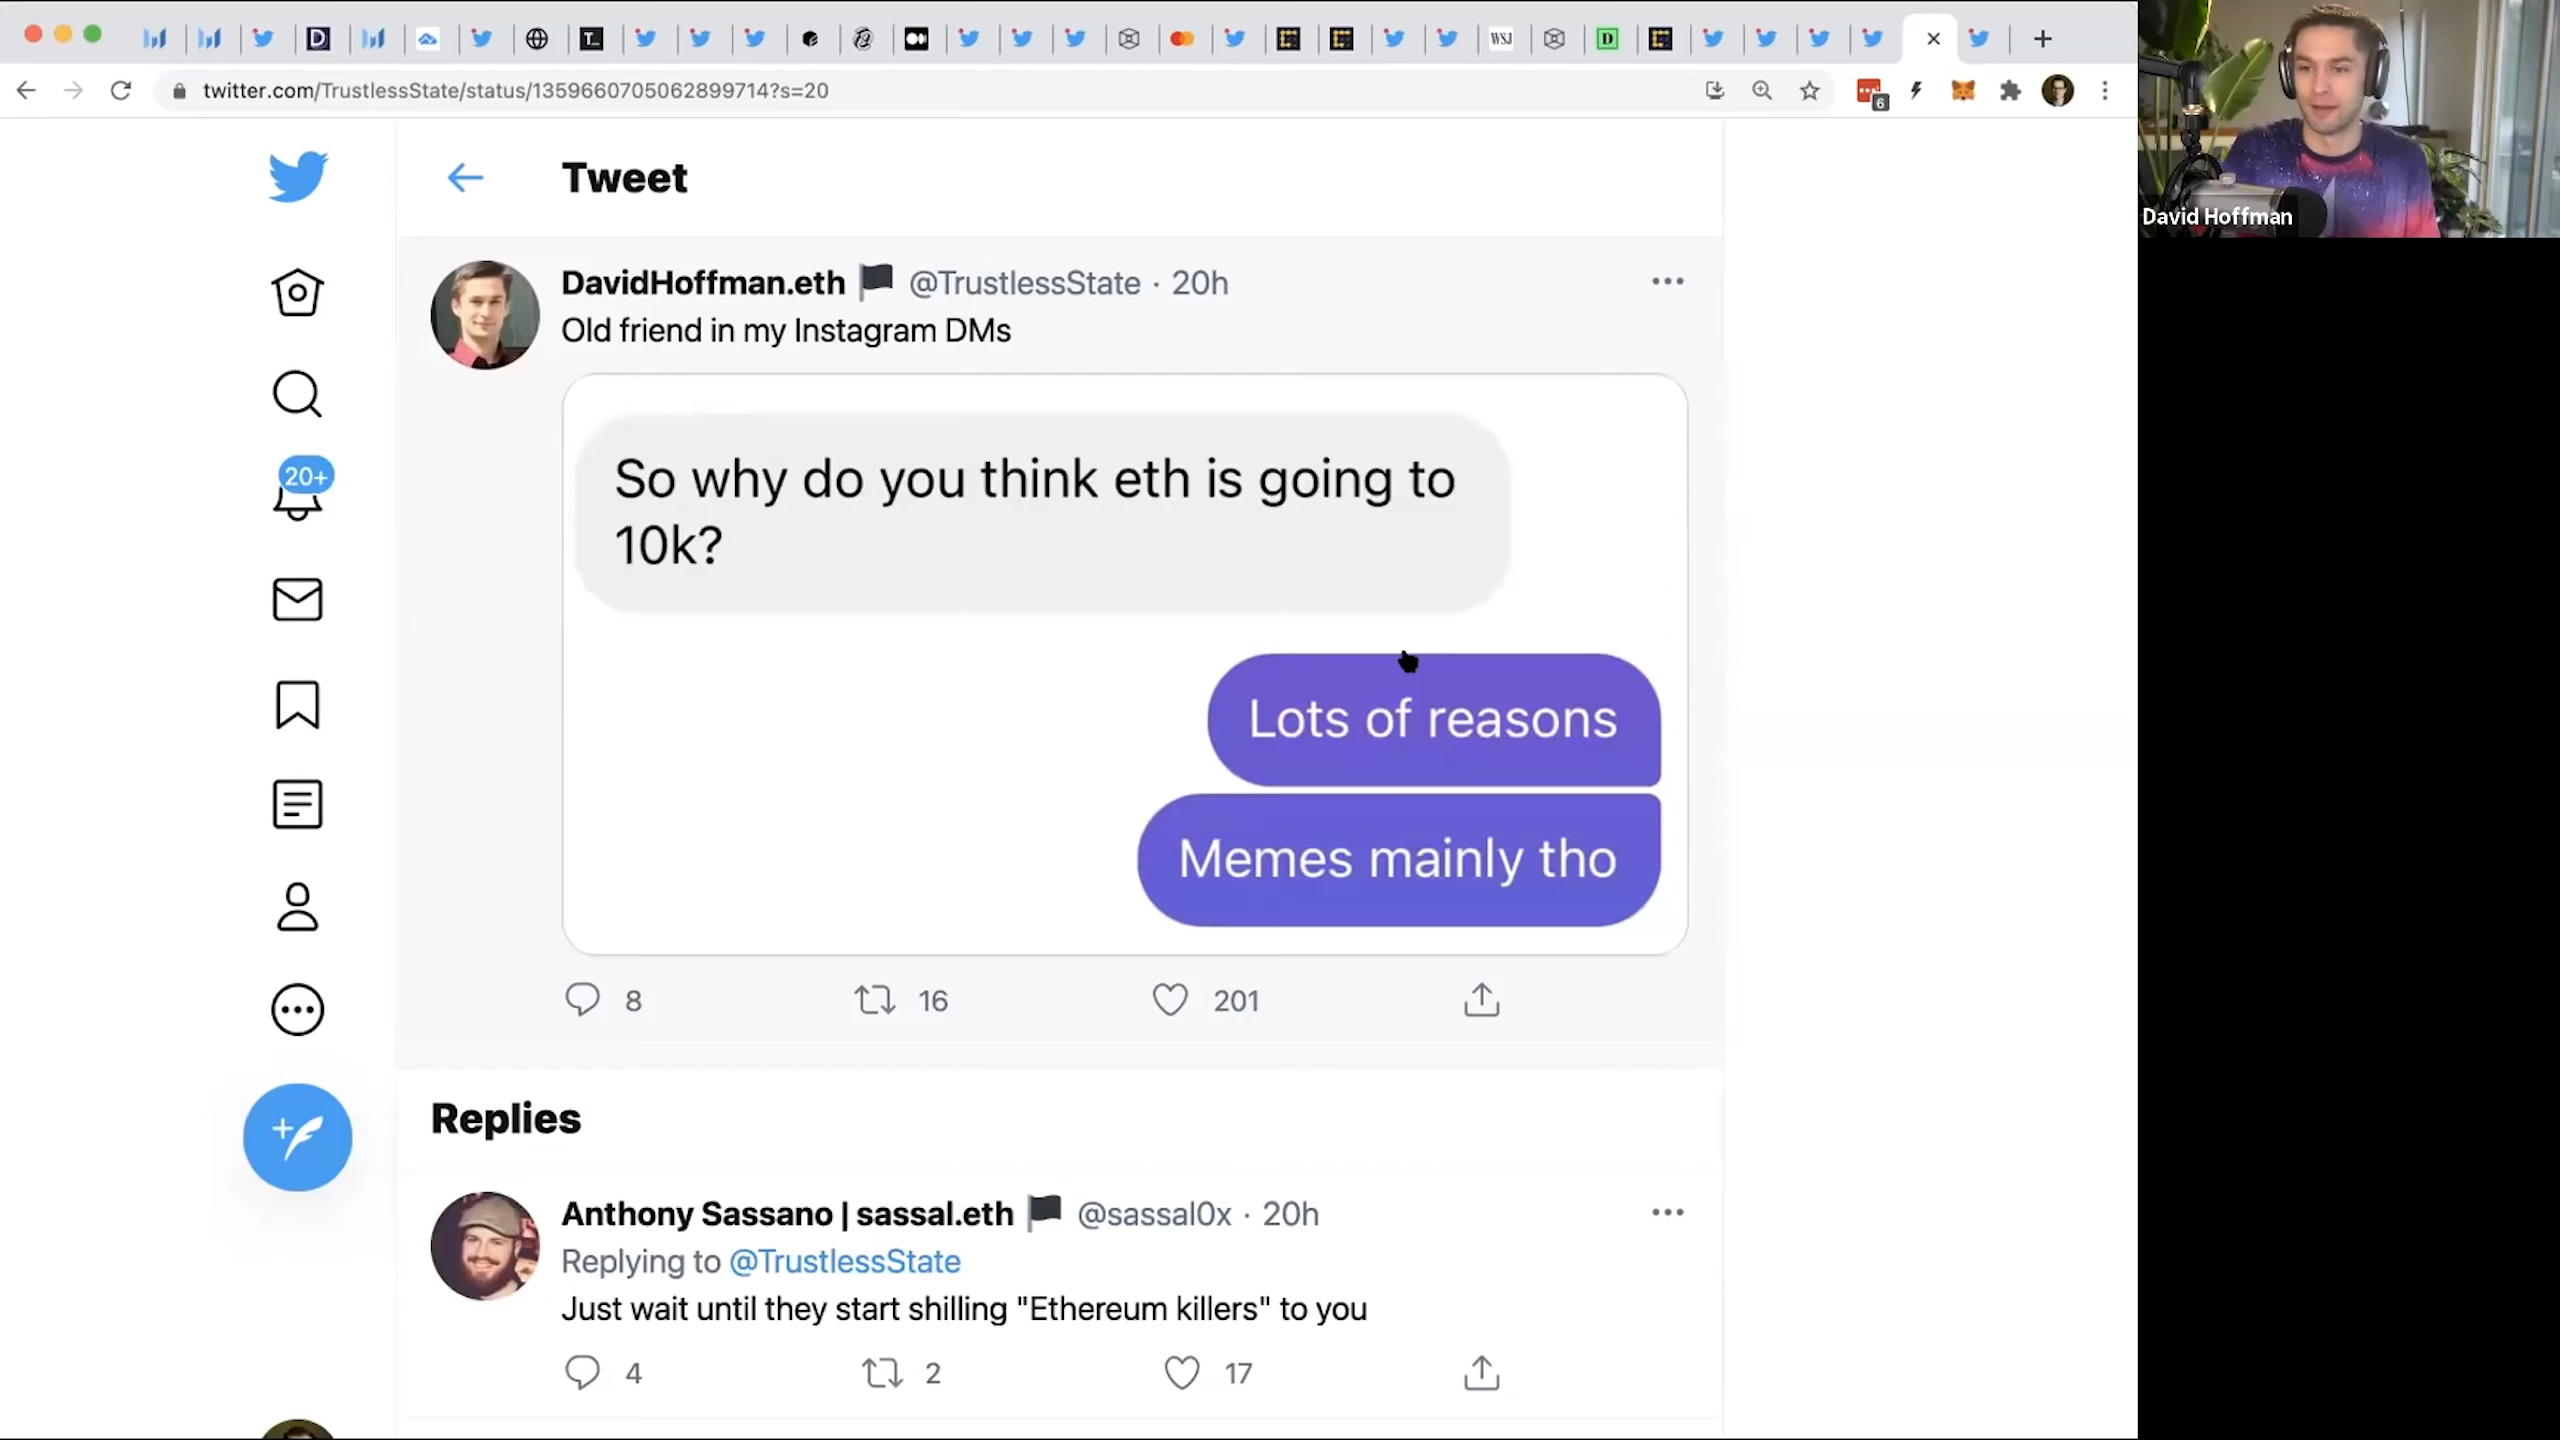 WSJ
D
twitter.com/TrustlessState/status/1359660705062899714?s=20
6
David Hoffman
Tweet
DavidHoffman.eth @TrustlessState · 20h
Old friend in my Instagram DMs
So why do you think eth is going to
10k?
Lots of reasons
Memes mainly tho
8 16 201
20+
Replies
Anthony Sassano | sassal.eth @sassal0x · 20h
Replying to @TrustlessState
Just wait until they start shilling "Ethereum killers" to you
4 2 17